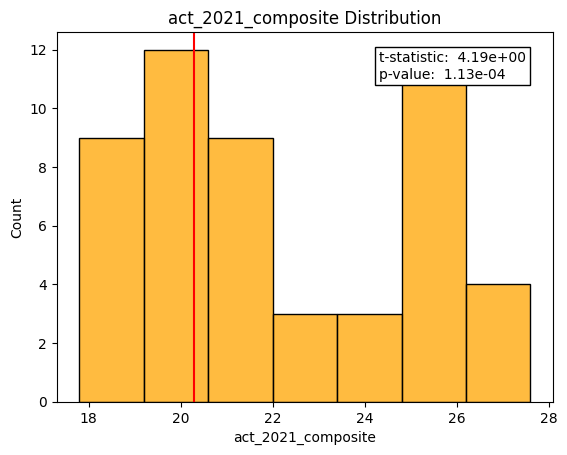 act_2021_composite Distribution
t-statistic:  4.19e+00
p-value:  1.13e-04
Count
12
10
8
6
4
2
0
18
20
22
24
26
28
act_2021_composite